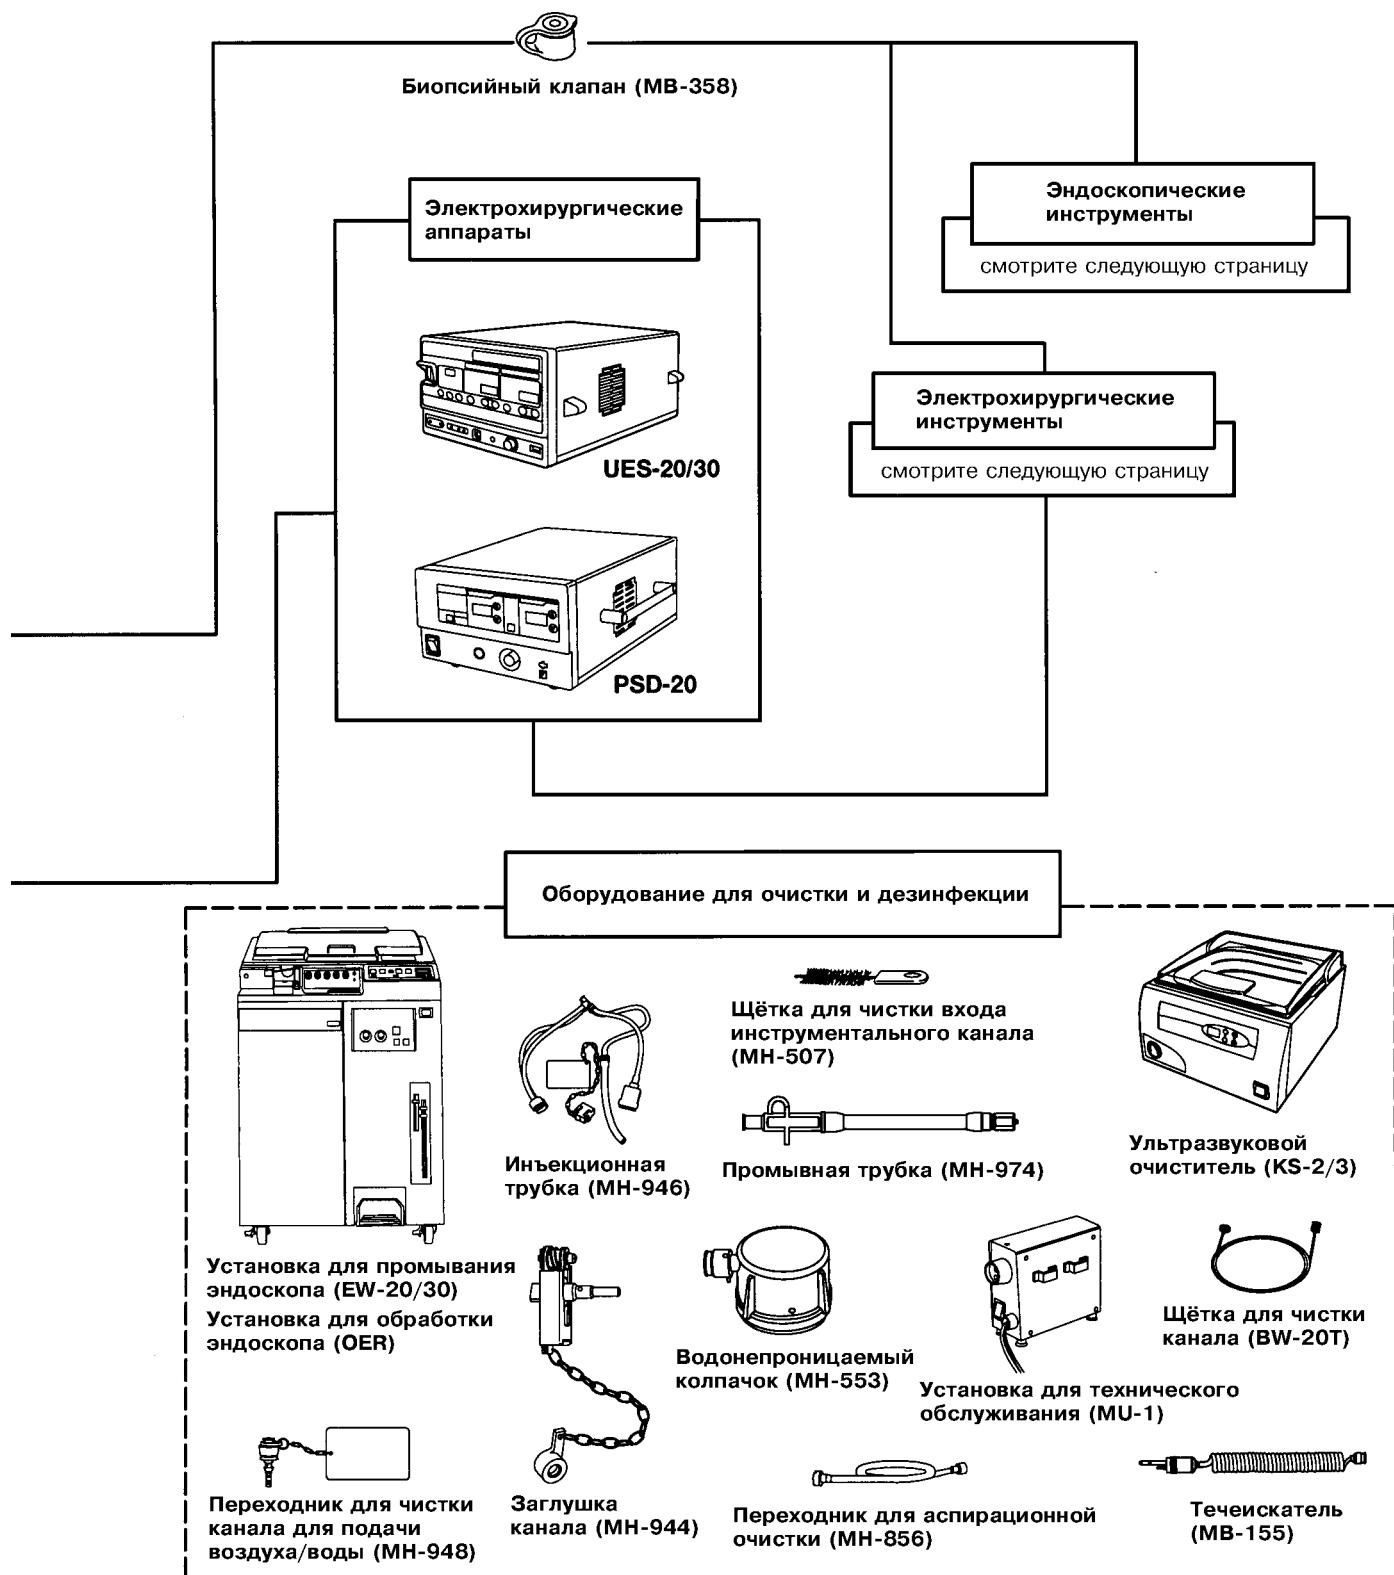 Биопсийный клапан (MB-358)
Эндоскопические
инструменты
смотрите следующую страницу
Электрохирургические
аппараты
UES-20/30
Электрохирургические
инструменты
смотрите следующую страницу
PSD-20
Оборудование для очистки и дезинфекции
Щётка для чистки входа
инструментального канала
(MH-507)
Ультразвуковой
очиститель (KS-2/3)
Инъекционная
трубка (MH-946)
Промывная трубка (MH-974)
Установка для промывания
эндоскопа (EW-20/30)
Установка для обработки
эндоскопа (OER)
Водонепроницаемый
колпачок (MH-553)
Установка для технического
обслуживания (MU-1)
Щётка для чистки
канала (BW-20T)
Переходник для чистки
канала для подачи
воздуха/воды (MH-948)
Заглушка
канала (MH-944)
Переходник для аспирационной
очистки (MH-856)
Течеискатель
(MB-155)